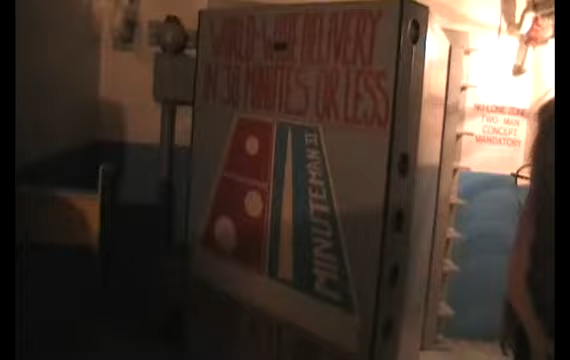 WORLD-WIDE DELIVERY
IN 30 MINUTES OR LESS
MINUTEMAN II
NO-LONE ZONE
TWO MAN
CONCEPT
MANDATORY